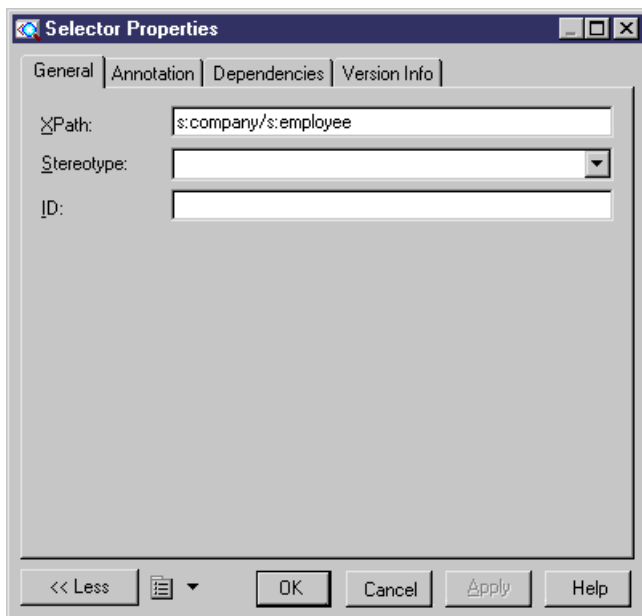 Selector Properties
General Annotation Dependencies Version Info
XPath: s:company/s:employee
Stereotype:
ID:
<< Less OK Cancel Apply Help